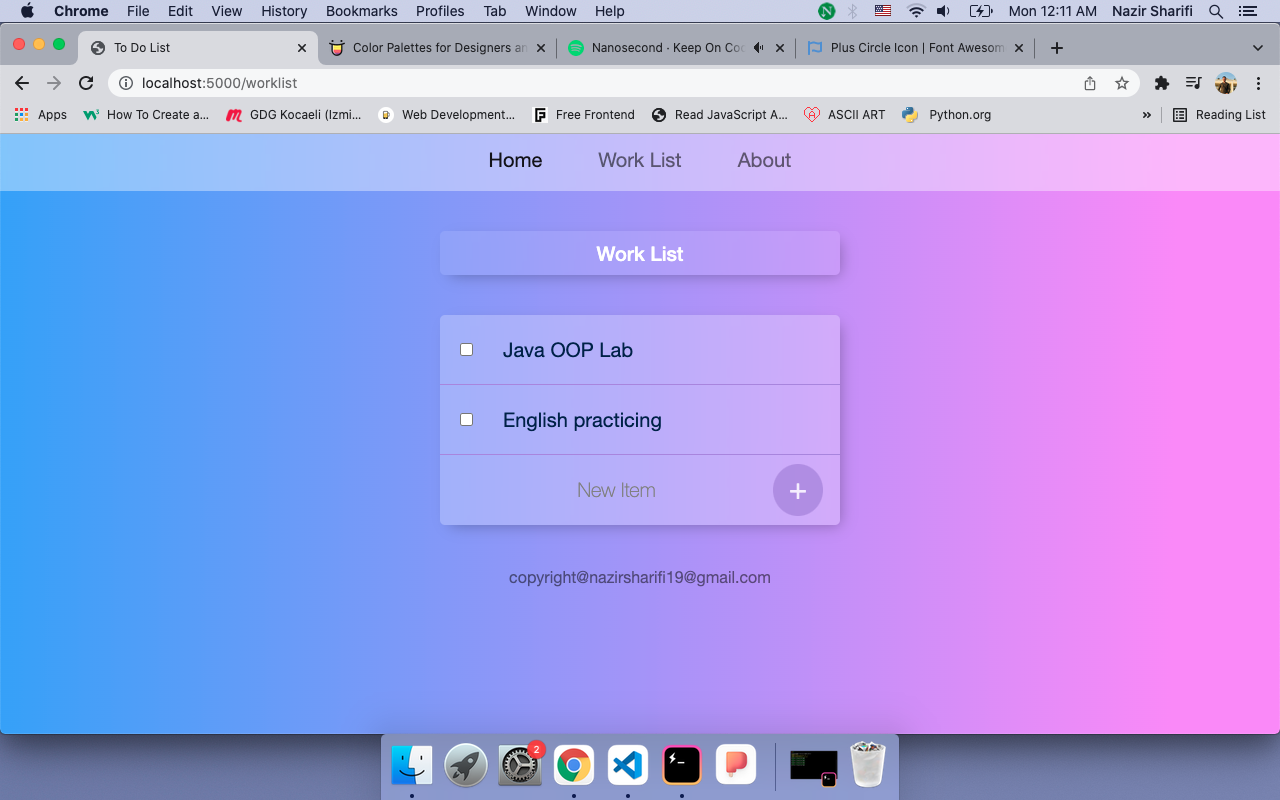 Chrome File Edit View History Bookmarks Profiles Tab Window Help Mon 12:11 AM Nazir Sharifi
To Do List Color Palettes for Designers an Nanosecond · Keep On Co Plus Circle Icon | Font Awesom
localhost:5000/worklist
Apps How To Create a... GDG Kocaeli (Izmi... Web Development... Free Frontend Read JavaScript A... ASCII ART Python.org » Reading List
Home Work List About
Work List
Java OOP Lab
English practicing
New Item +
copyright@nazirsharifi19@gmail.com
2